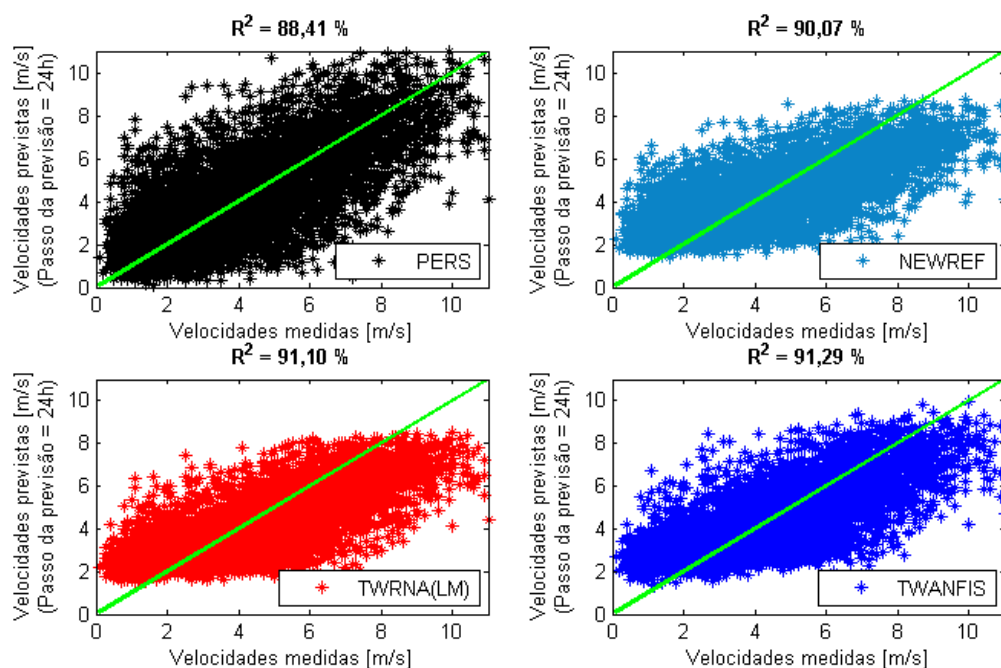 R² = 88,41 %
Velocidades previstas [m/s]
(Passo da previsão = 24h)
10
8
6
4
2
0
PERS
0 2 4 6 8 10
Velocidades medidas [m/s]
R² = 90,07 %
Velocidades previstas [m/s]
(Passo da previsão = 24h)
10
8
6
4
2
0
NEWREF
0 2 4 6 8 10
Velocidades medidas [m/s]
R² = 91,10 %
Velocidades previstas [m/s]
(Passo da previsão = 24h)
10
8
6
4
2
0
TWRNA(LM)
0 2 4 6 8 10
Velocidades medidas [m/s]
R² = 91,29 %
Velocidades previstas [m/s]
(Passo da previsão = 24h)
10
8
6
4
2
0
TWANFIS
0 2 4 6 8 10
Velocidades medidas [m/s]